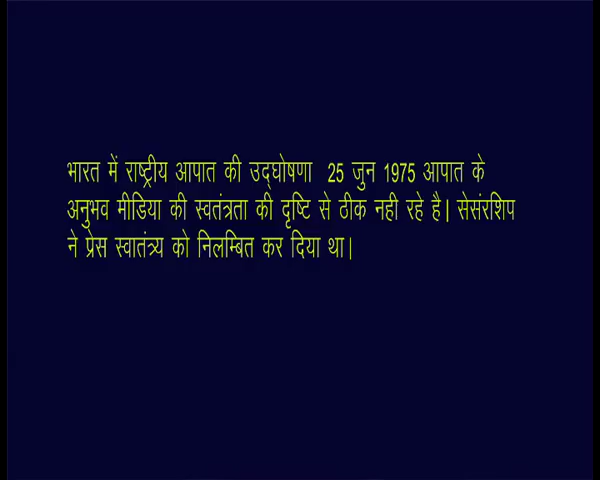 भारत में राष्ट्रीय आपात की उद्घोषणा 25 जुन 1975 आपात के
अनुभव मीडिया की स्वतंत्रता की दृष्टि से ठीक नही रहे है|
सेसंरशिप
ने प्रेस स्वातंत्र्य को निलम्बित कर दिया था|